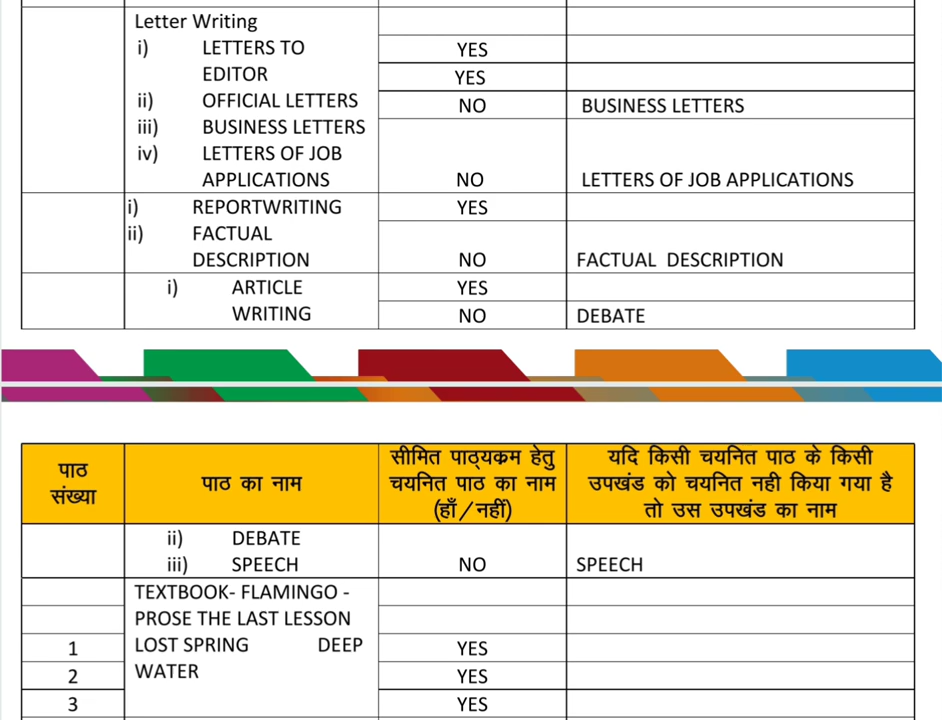 Letter Writing
i) LETTERS TO YES
EDITOR YES
ii) OFFICIAL LETTERS NO BUSINESS LETTERS
iii) BUSINESS LETTERS
iv) LETTERS OF JOB
APPLICATIONS NO LETTERS OF JOB APPLICATIONS
i) REPORTWRITING YES
ii) FACTUAL
DESCRIPTION NO FACTUAL DESCRIPTION
i) ARTICLE YES
WRITING NO DEBATE
पाठ संख्या
पाठ का नाम
सीमित पाठ्यक्रम हेतु
चयनित पाठ का नाम
(हाँ/नहीं)
यदि किसी चयनित पाठ के किसी
उपखंड को चयनित नही किया गया है
तो उस उपखंड का नाम
ii) DEBATE
iii) SPEECH NO SPEECH
TEXTBOOK- FLAMINGO -
PROSE THE LAST LESSON
1 LOST SPRING DEEP YES
2 WATER YES
3 YES